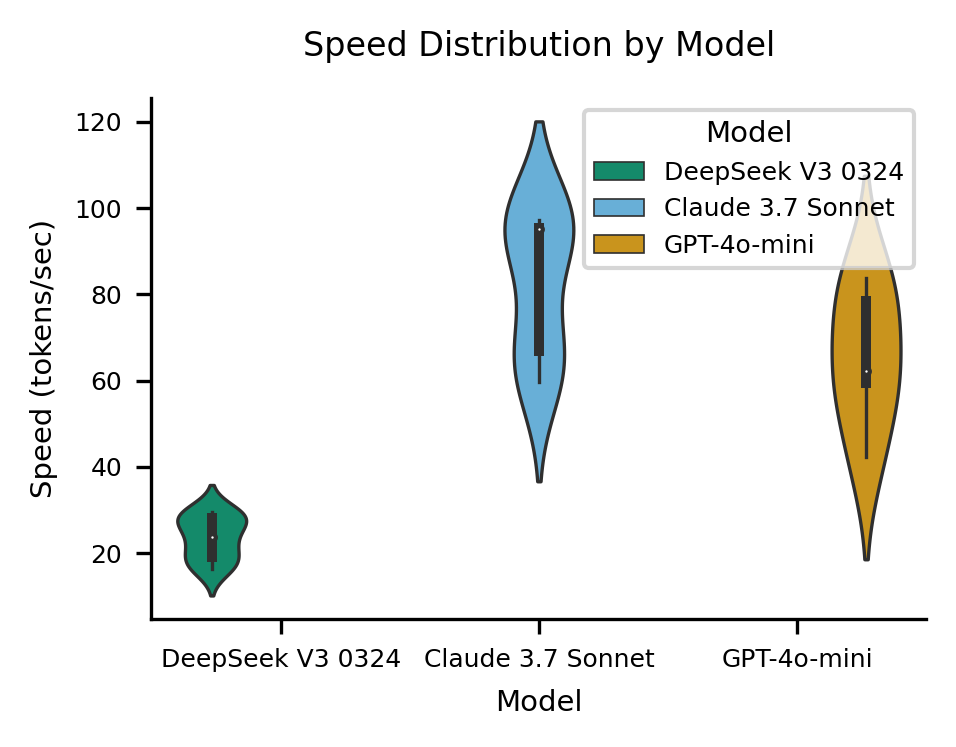 Speed Distribution by Model
Speed (tokens/sec)
120
100
80
60
40
20
Model
DeepSeek V3 0324
Claude 3.7 Sonnet
GPT-4o-mini
DeepSeek V3 0324
Claude 3.7 Sonnet
GPT-4o-mini
Model